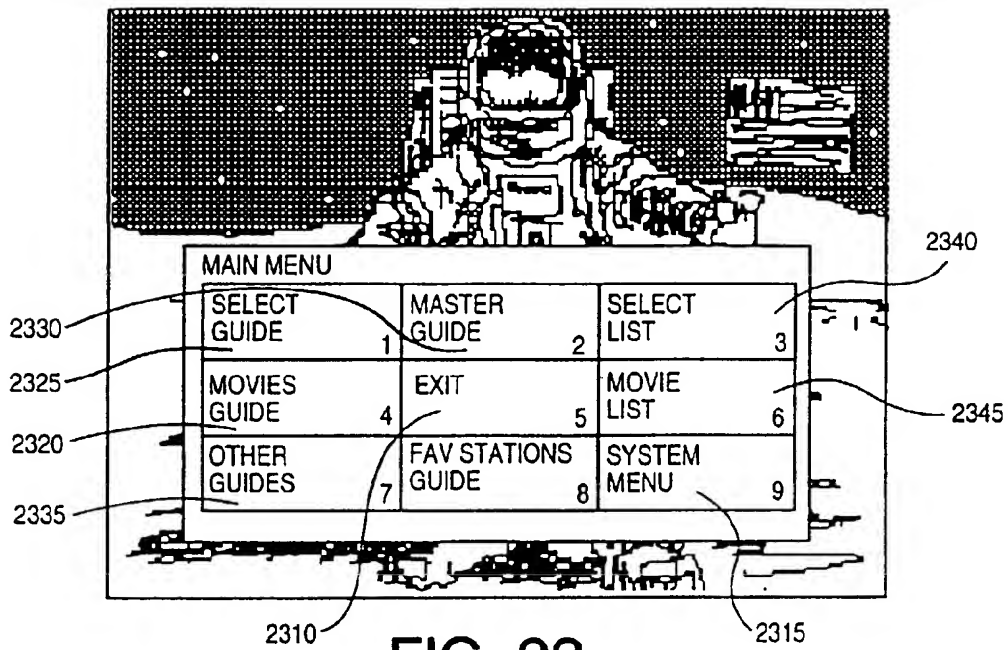 MAIN MENU
SELECT GUIDE 1
MASTER GUIDE 2
SELECT LIST 3
MOVIES GUIDE 4
EXIT 5
MOVIE LIST 6
OTHER GUIDES 7
FAV STATIONS GUIDE 8
SYSTEM MENU 9
2330
2325
2320
2335
2310
2340
2345
2315
FIG.